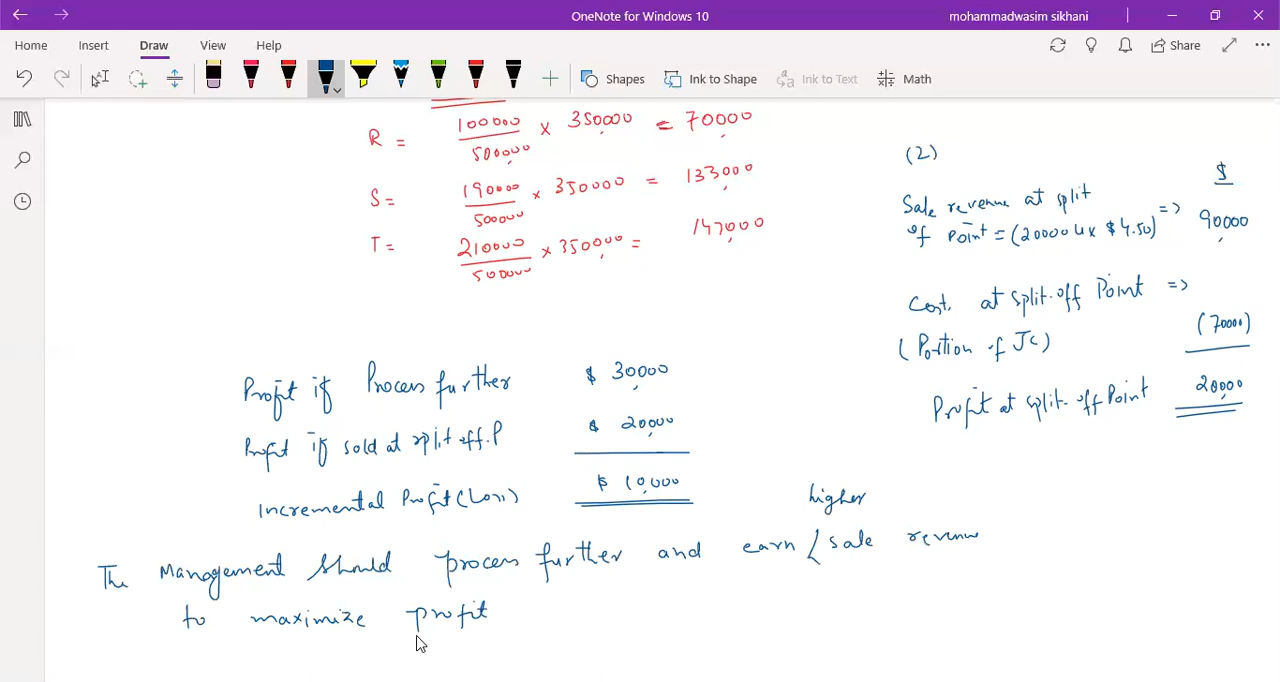 OneNote for Windows 10
mohammadwasim sikhani
Home Insert Draw View Help
Share
Shapes Ink to Shape Ink to Text Math
R = 100000 / 500000 x 350000 = 70000
S = 190000 / 500000 x 350000 = 133000
T = 210000 / 500000 x 350000 = 147000
(2)
$
Sale revenue at split
of Point = (20000 u x $ 4.50) => 90000
Cost at split-off Point =>
(Portion of JC) (70000)
Profit at split-off Point 20000
Profit if Process further $ 30000
Profit if sold at split off.P $ 20,000
Incremental Profit (Loss) $ 10,000
higher
The Management should process further and earn / sale revenue
to maximize profit